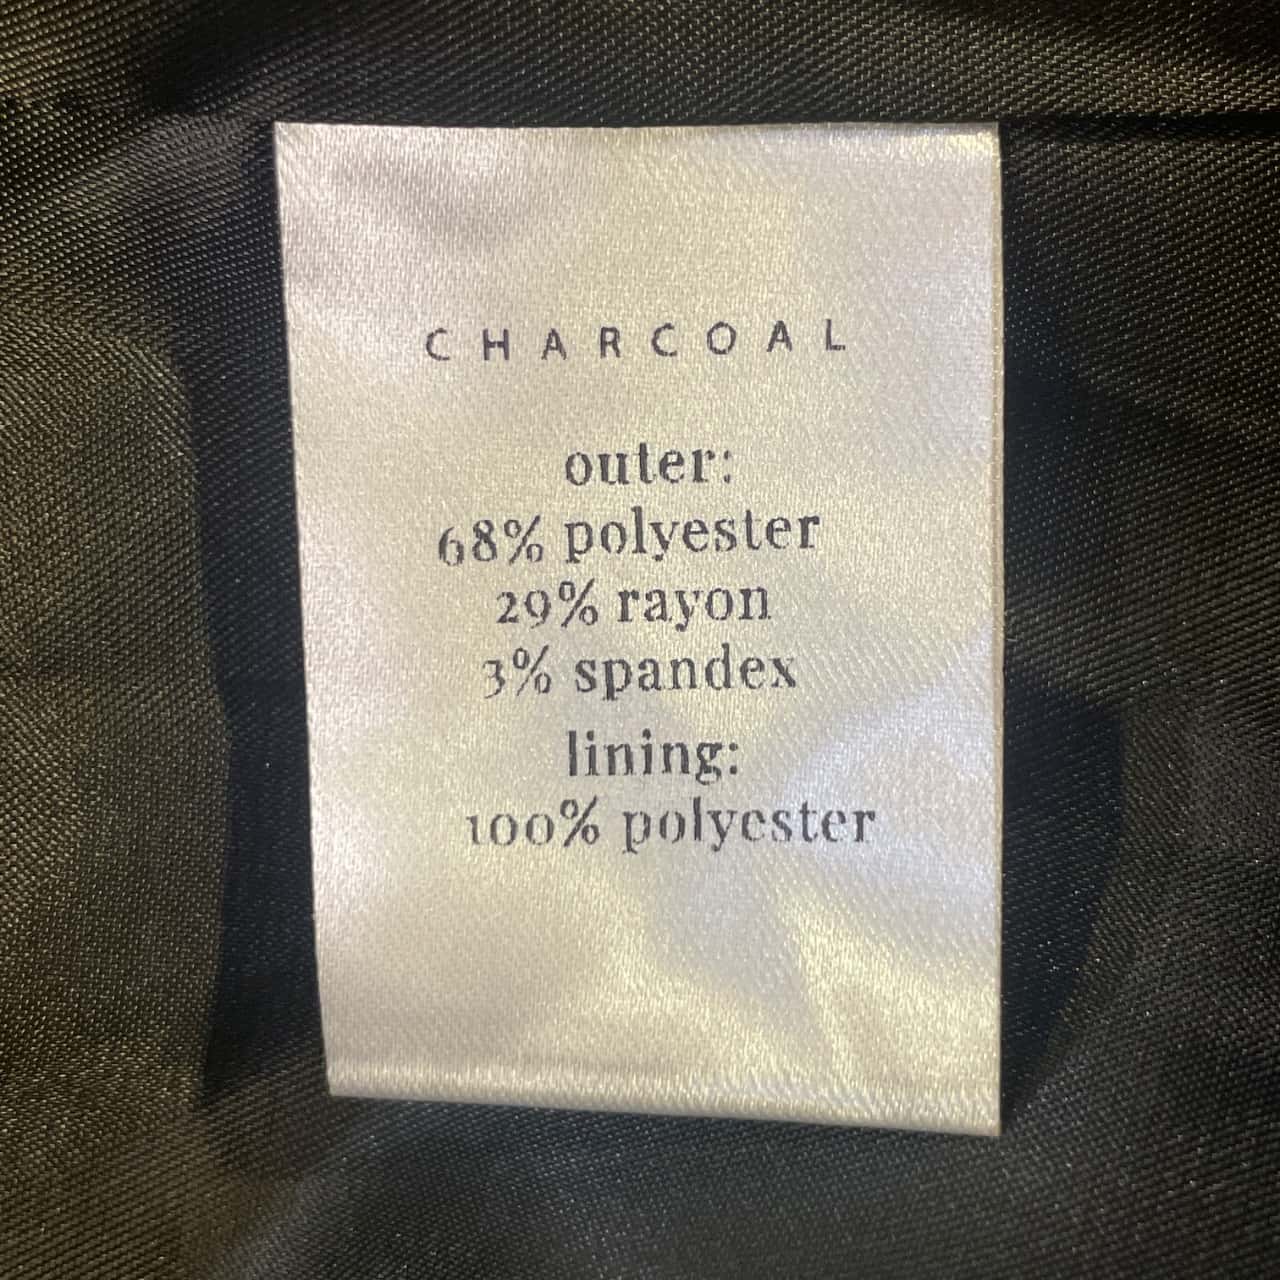 CHARCOAL
outer:
68% polyester
29% rayon
3% spandex
lining:
100% polyester